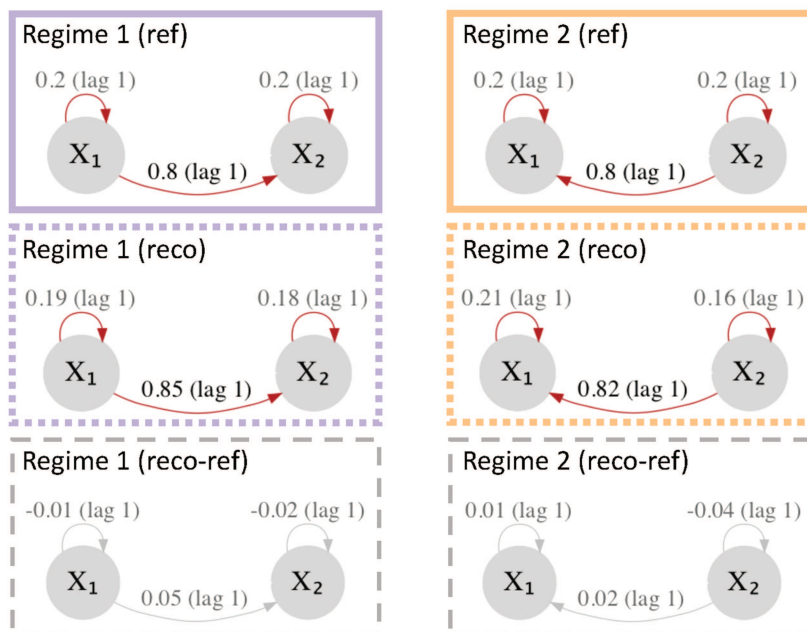 Regime 1 (ref)
0.2 (lag 1)
0.2 (lag 1)
X₁
X₂
0.8 (lag 1)
Regime 2 (ref)
0.2 (lag 1)
0.2 (lag 1)
X₁
X₂
0.8 (lag 1)
Regime 1 (reco)
0.19 (lag 1)
0.18 (lag 1)
X₁
X₂
0.85 (lag 1)
Regime 2 (reco)
0.21 (lag 1)
0.16 (lag 1)
X₁
X₂
0.82 (lag 1)
Regime 1 (reco-ref)
-0.01 (lag 1)
-0.02 (lag 1)
X₁
X₂
0.05 (lag 1)
Regime 2 (reco-ref)
0.01 (lag 1)
-0.04 (lag 1)
X₁
X₂
0.02 (lag 1)